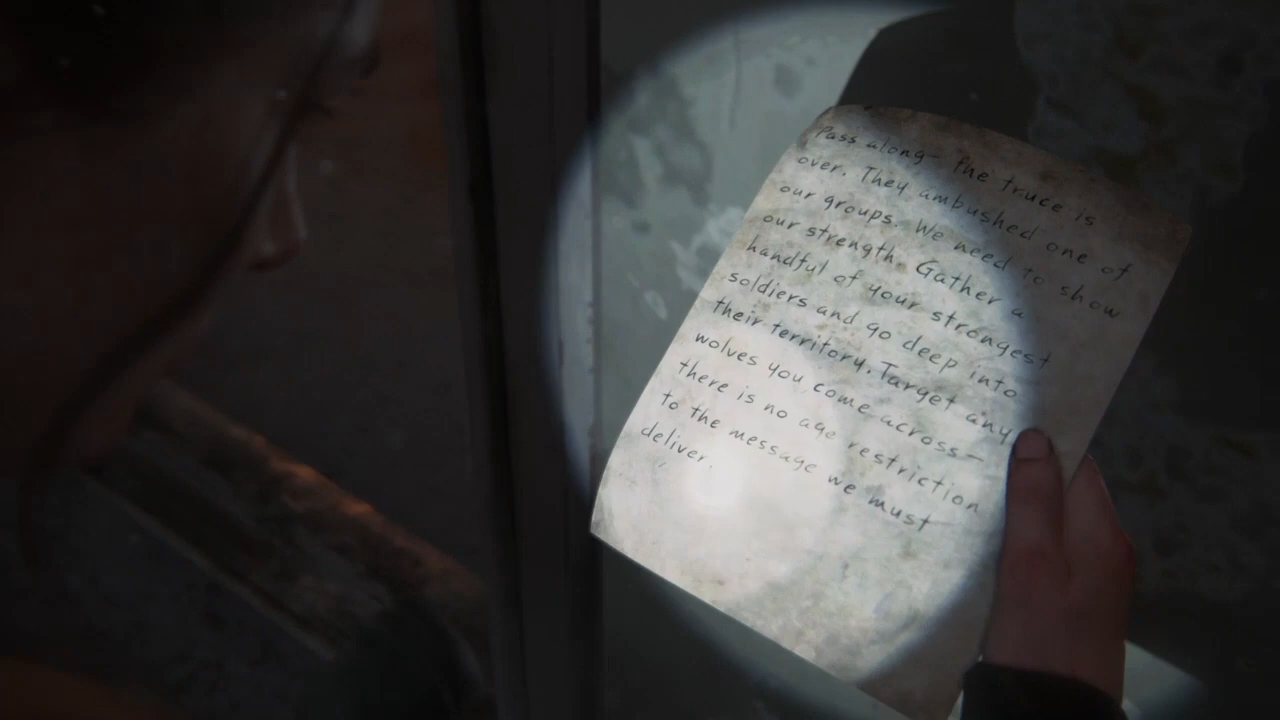 Pass along- the truce is
over. They ambushed one of
our groups. We need to show
our strength. Gather a
handful of your strongest
soldiers and go deep into
their territory. Target any
wolves you come across-
there is no age restriction
to the message we must
deliver.